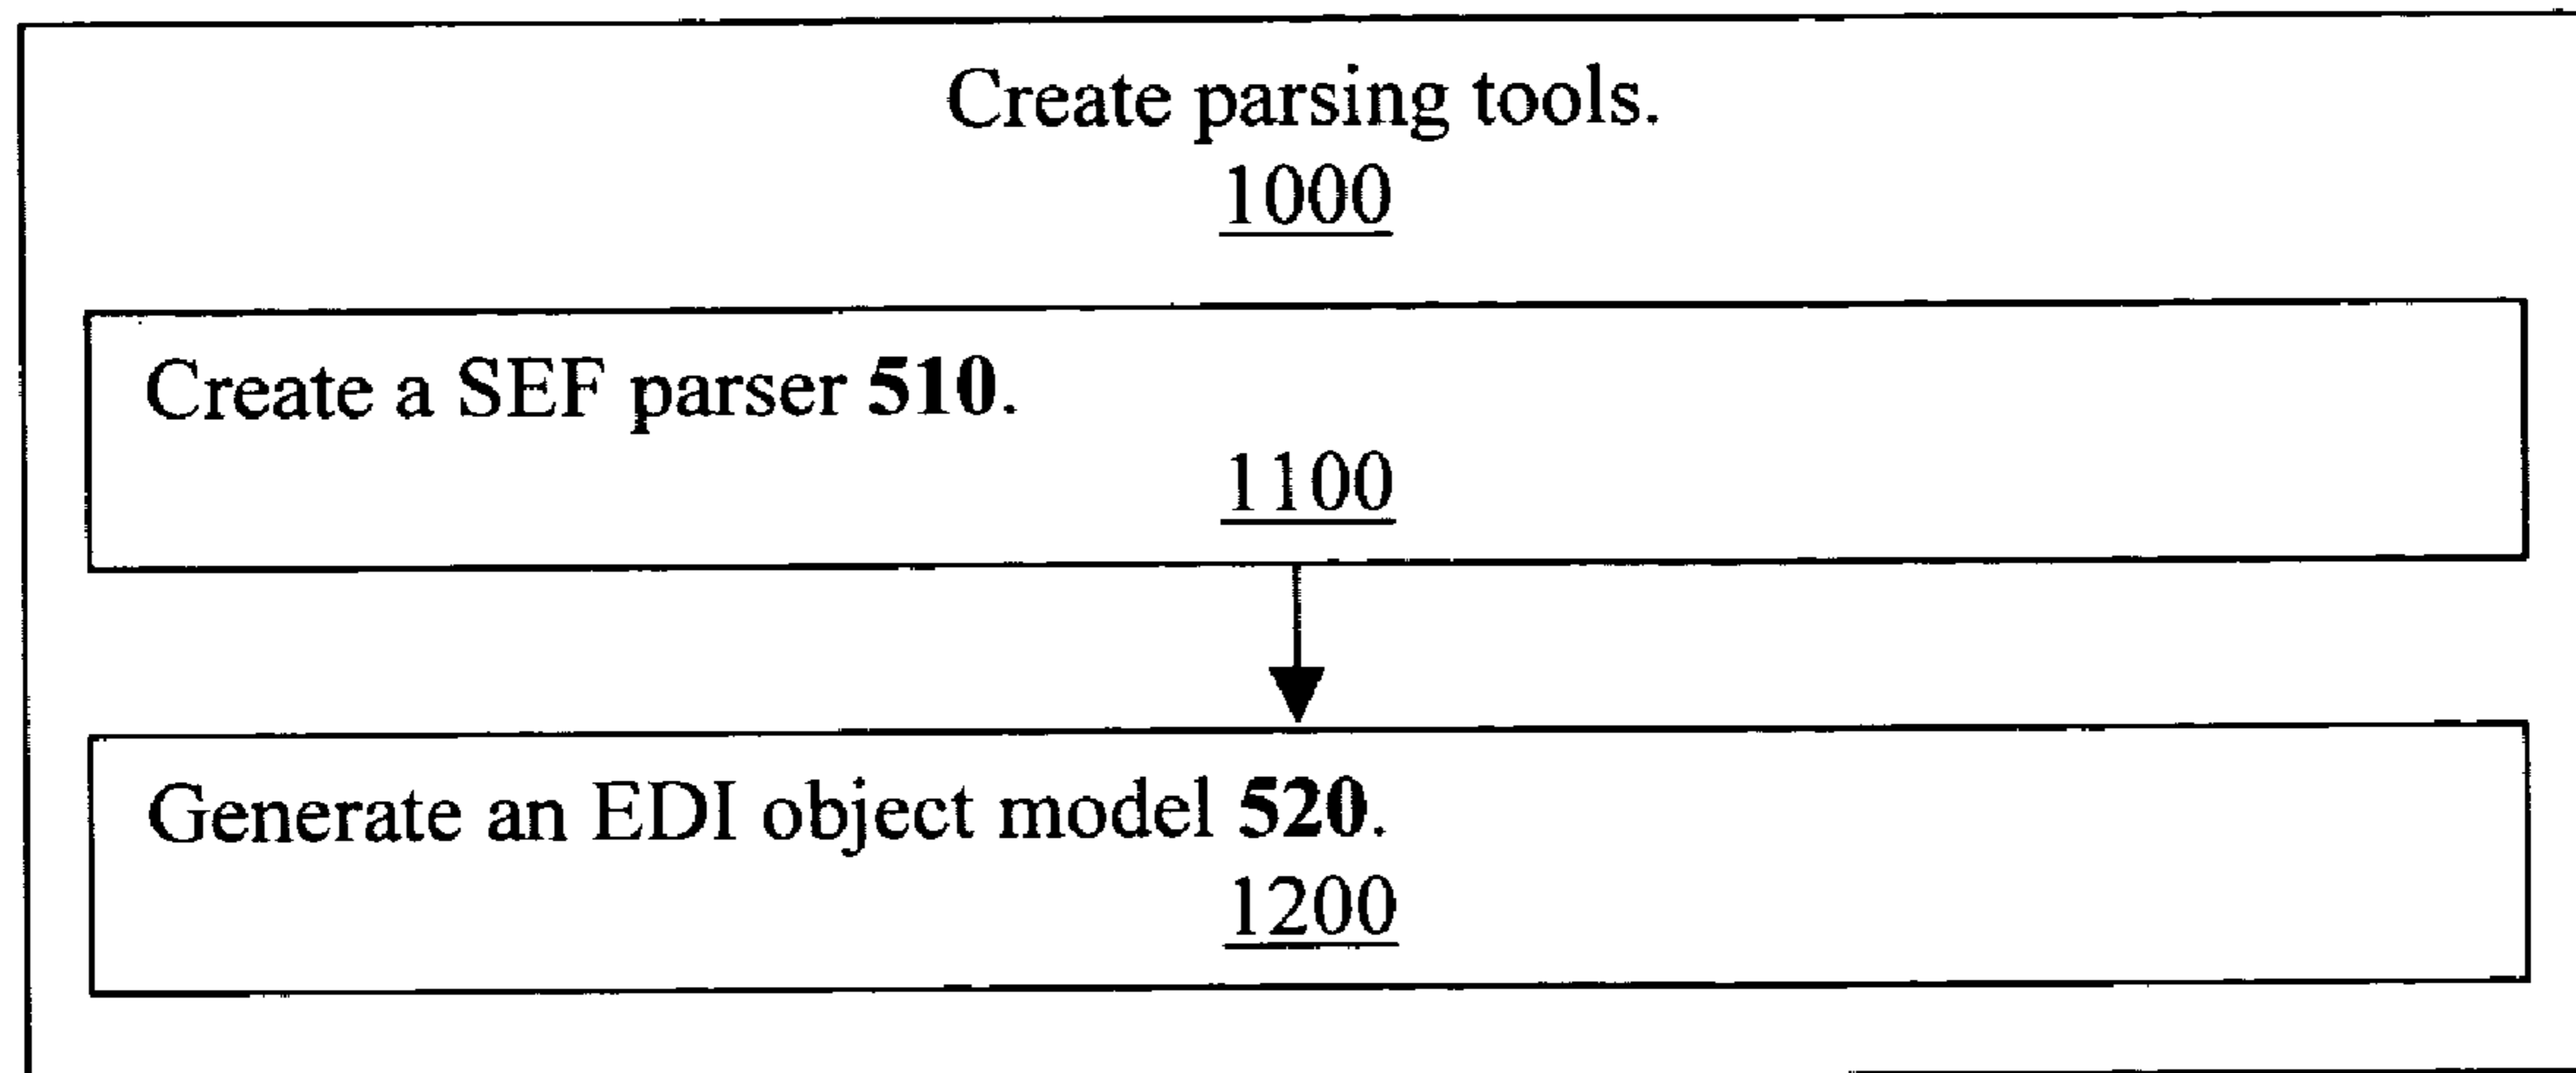 Create parsing tools.
1000
Create a SEF parser 510.
1100
Generate an EDI object model 520.
1200